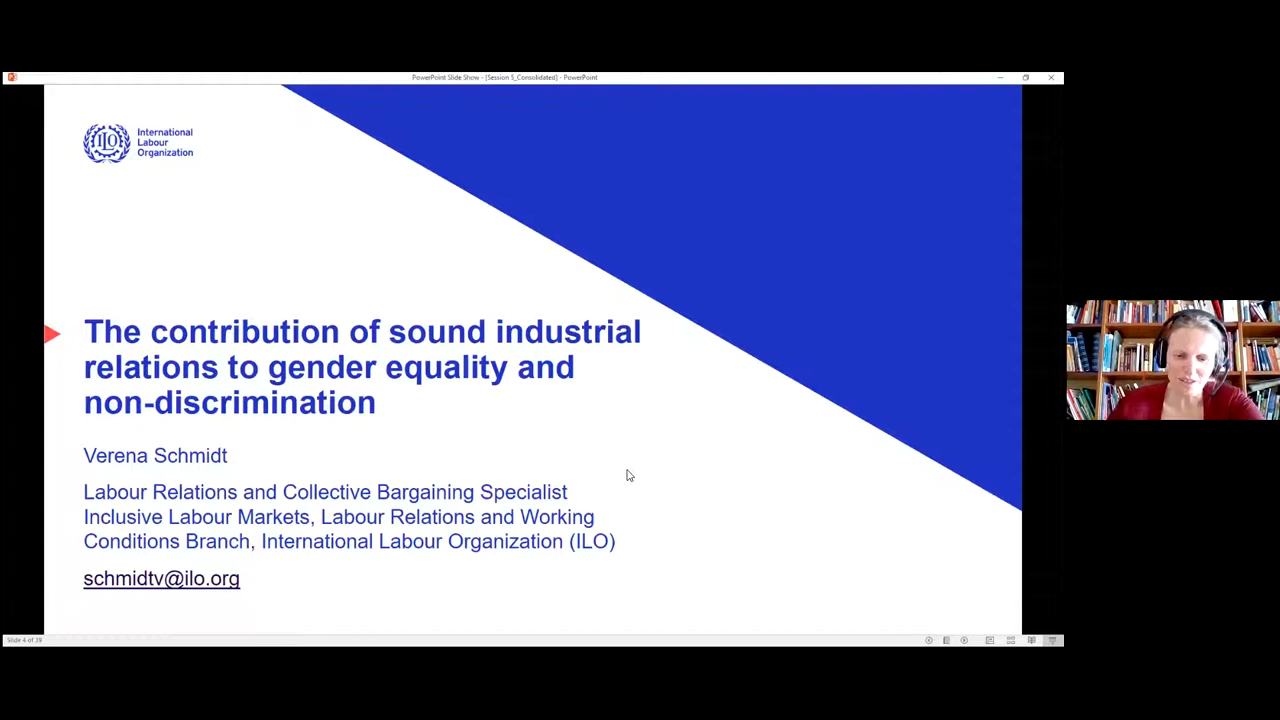 PowerPoint Slide Show - [Session 5_Consolidated] - PowerPoint
ILO
International
Labour
Organization
The contribution of sound industrial
relations to gender equality and
non-discrimination
Verena Schmidt
Labour Relations and Collective Bargaining Specialist
Inclusive Labour Markets, Labour Relations and Working
Conditions Branch, International Labour Organization (ILO)
schmidtv@ilo.org
Slide 4 of 39